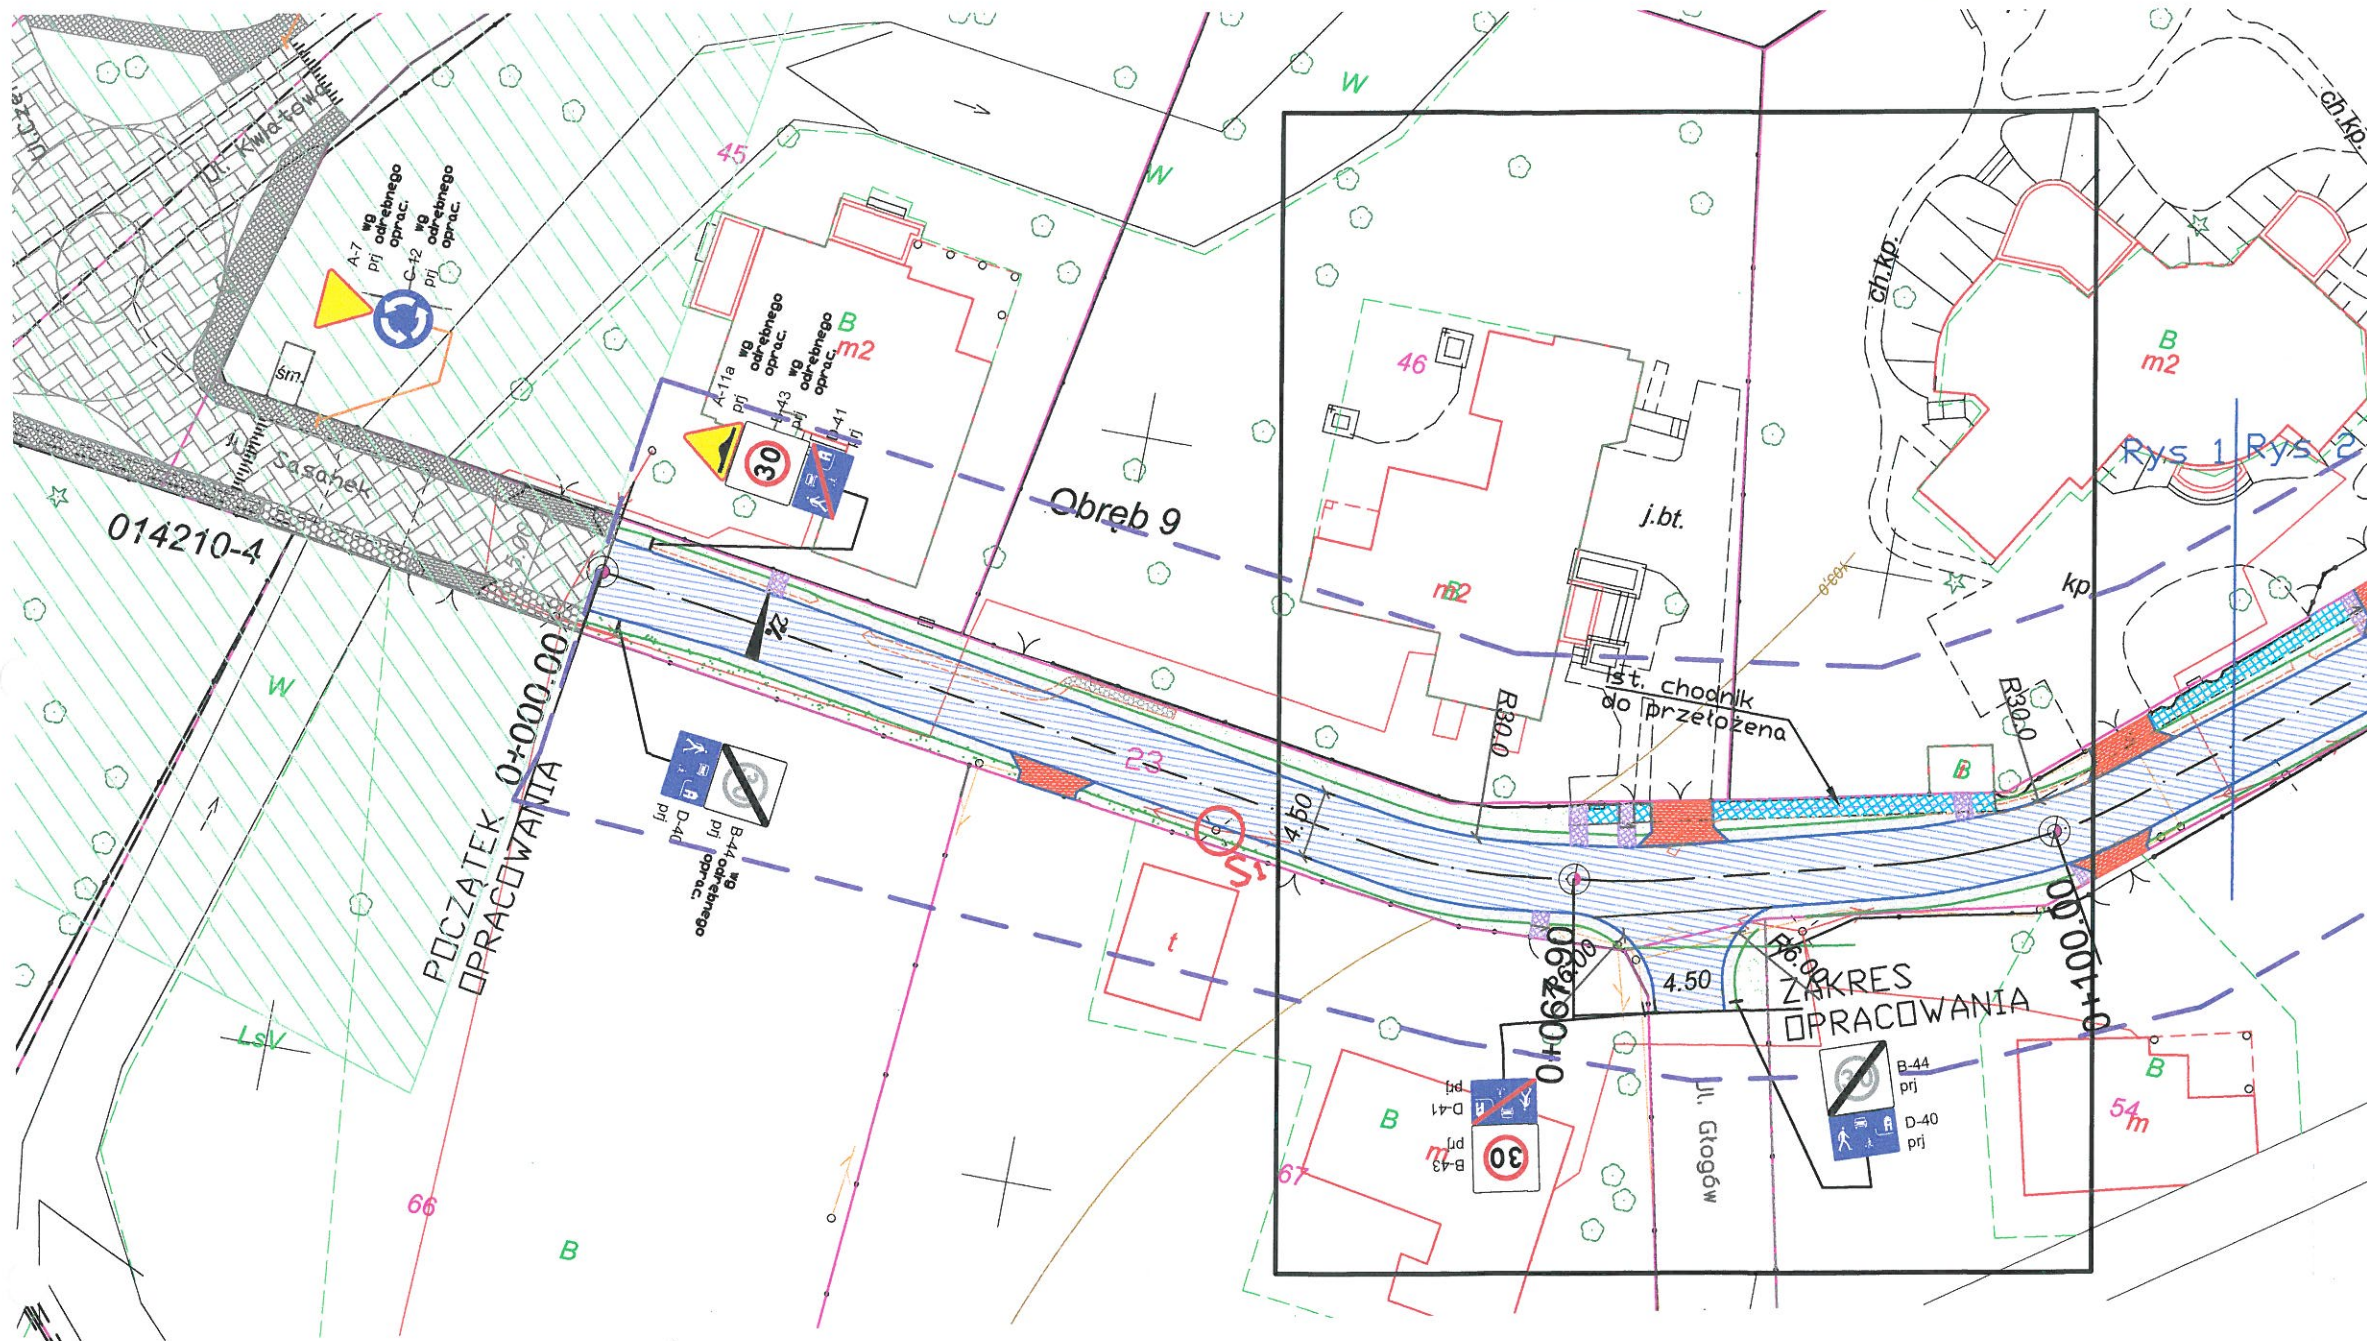 ul. Kwiatowa
A-7
prj
wg
odrebnego
oprac.
C-12
prj
wg
odrebnego
oprac.
śm.
ul.
Sasanek
014210-4
45
W
W
W
B
m2
A-11a
prj
wg
odrebnego
oprac.
B-43
prj
wg
odrebnego
oprac.
D-41
prj
30
Obręb 9
46
j.bt.
m2
B
ch.kp.
ch.kp.
B
m2
Rys 1
Rys 2
kp.
2%
0+000.00
POCZĄTEK
OPRACOWANIA
W
LsV
D-40
prj
B-44
prj
wg
odrebnego
oprac.
30
23
S1
4.50
R30.0
ist. chodnik
do przełożena
R30.0
B
t
0+067.90
R6.00
R6.00
4.50
ZAKRES
OPRACOWANIA
0+100.00
ul. Głogów
D-41
prj
B-43
prj
30
30
B-44
prj
D-40
prj
B
m
67
B
54
m
66
B